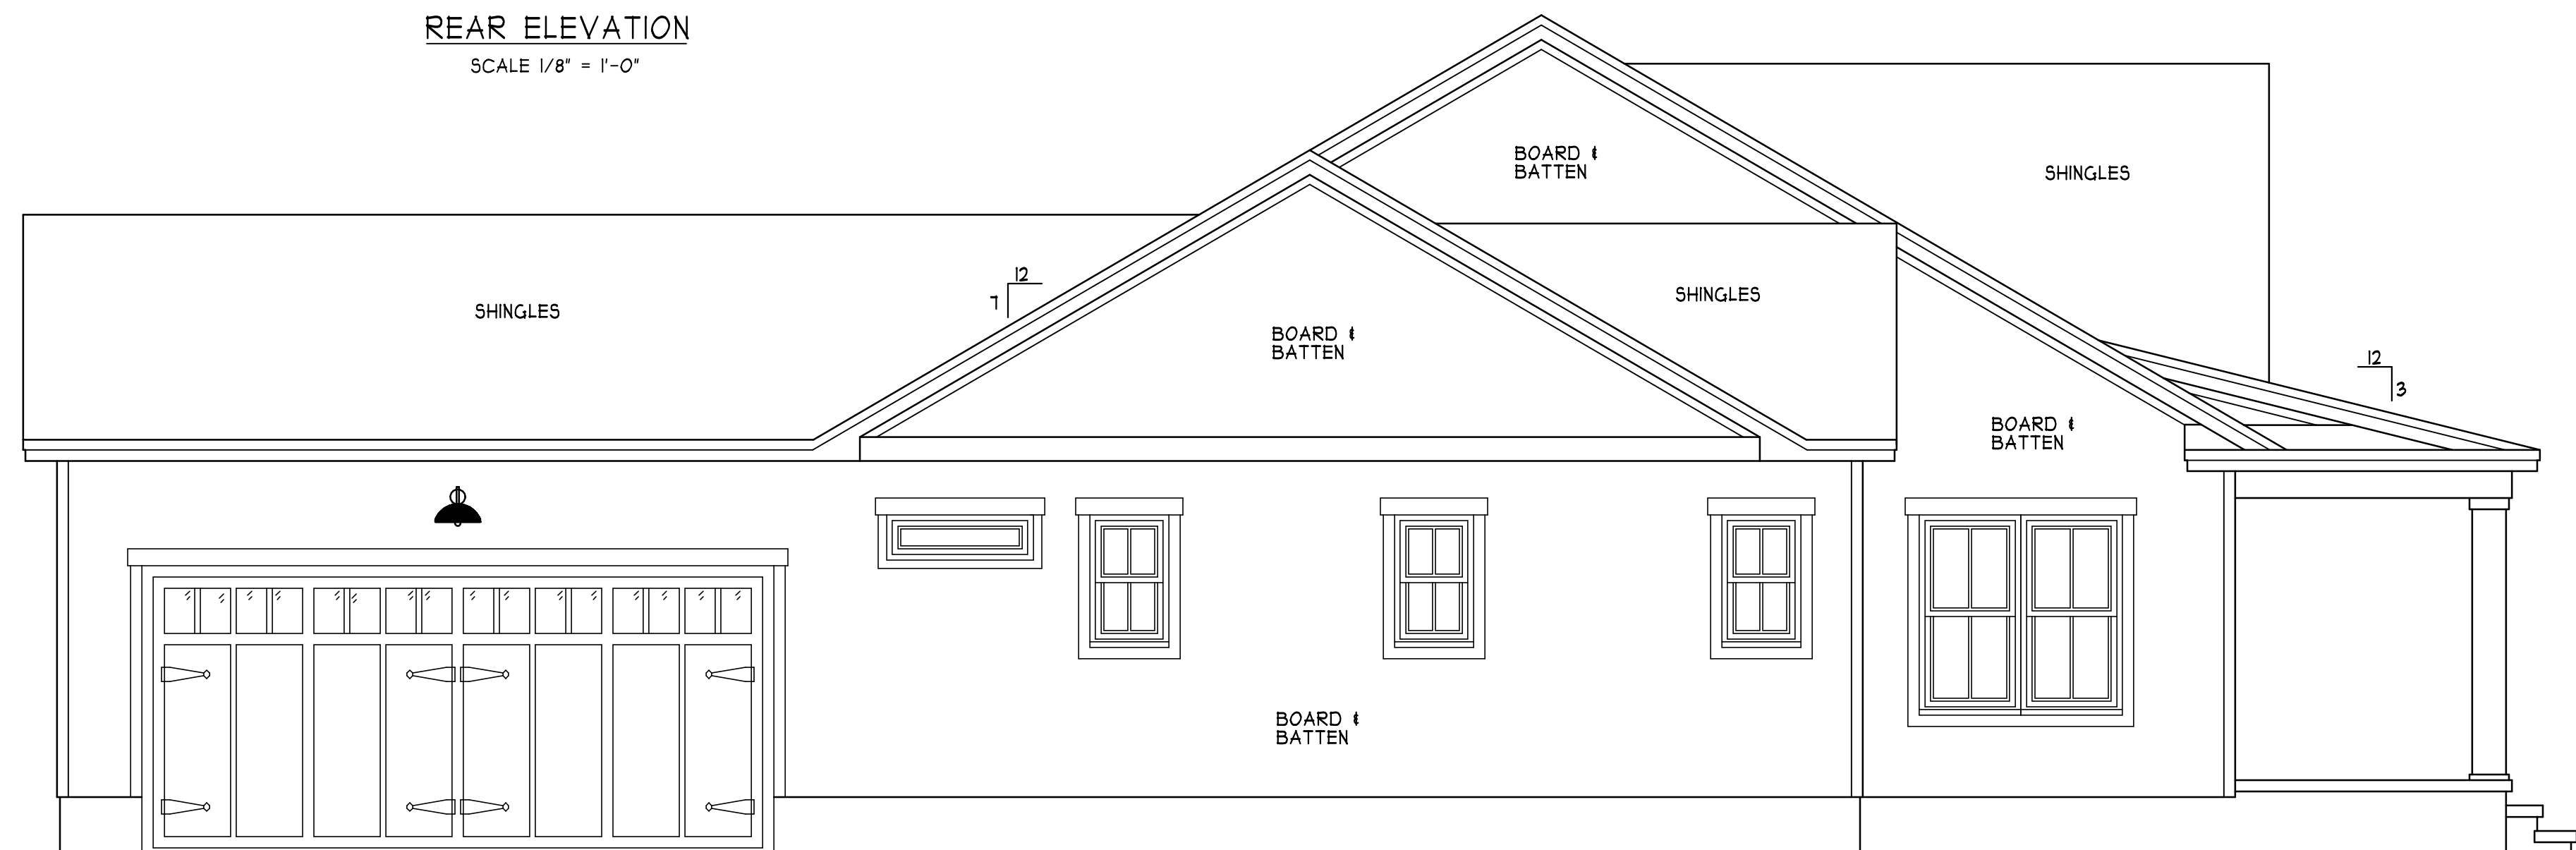 REAR ELEVATION
SCALE 1/8" = 1'-0"
BOARD &
BATTEN
SHINGLES
12
7
SHINGLES
SHINGLES
BOARD &
BATTEN
12
3
BOARD &
BATTEN
BOARD &
BATTEN